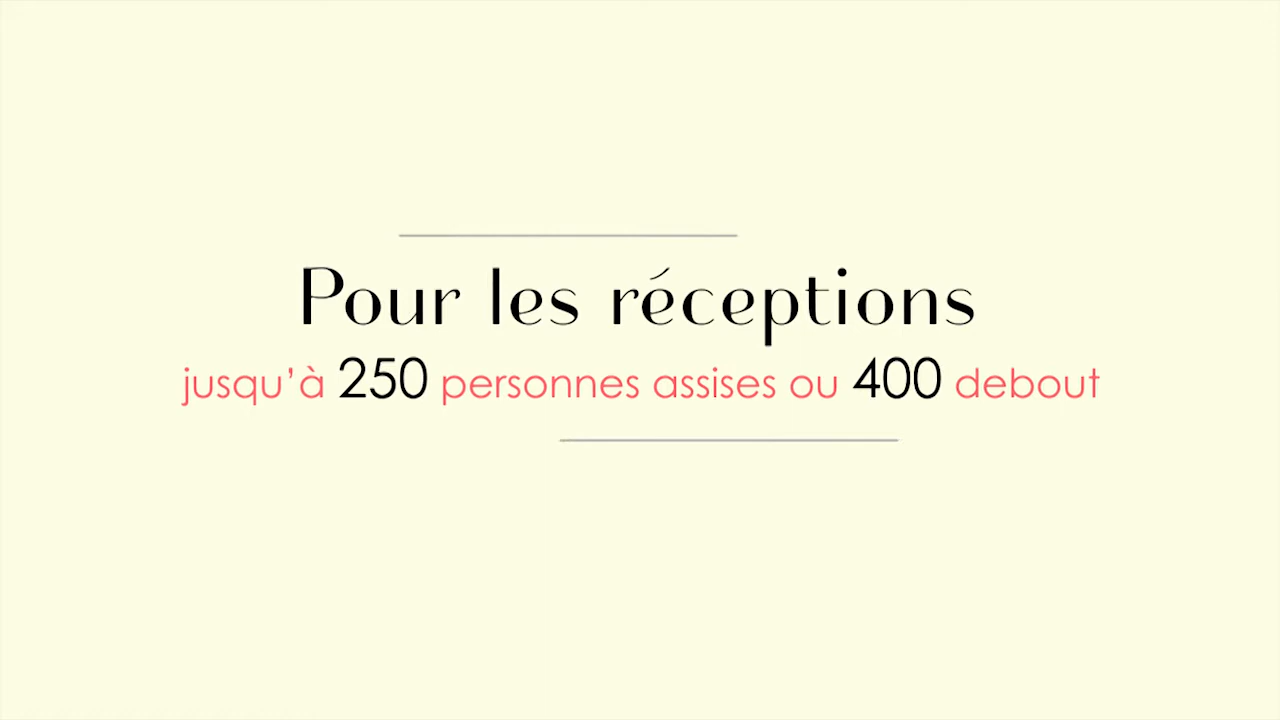 Pour les réceptions
jusqu’à 250 personnes assises ou 400 debout